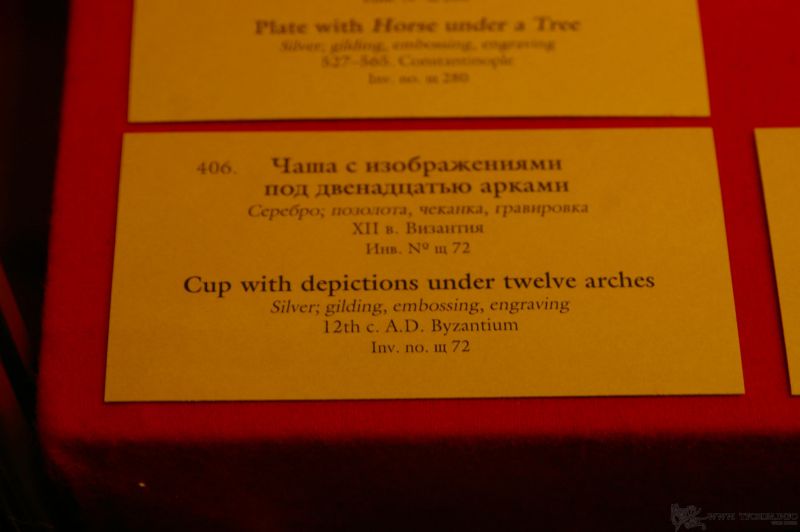 Plate with Horse under a Tree
Silver; gilding, embossing, engraving
527–565. Constantinople
Inv. no. щ 280
406. Чаша с изображениями
под двенадцатью арками
Серебро; позолота, чеканка, гравировка
XII в. Византия
Инв. № щ 72
Cup with depictions under twelve arches
Silver; gilding, embossing, engraving
12th c. A.D. Byzantium
Inv. no. щ 72